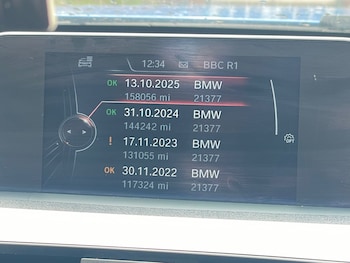 12:34 BBC R1
OK 13.10.2025 BMW
158056 mi 21377
OK 31.10.2024 BMW
144242 mi 21377
! 17.11.2023 BMW
131055 mi 21377
OK 30.11.2022 BMW
117324 mi 21377
OFF